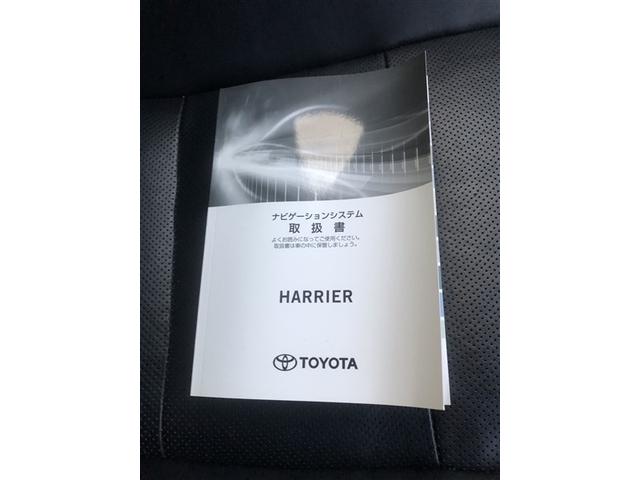 ナビゲーションシステム
取扱書
よくお読みになってご使用ください。
取扱書は車の中に保管しましょう。
HARRIER
TOYOTA